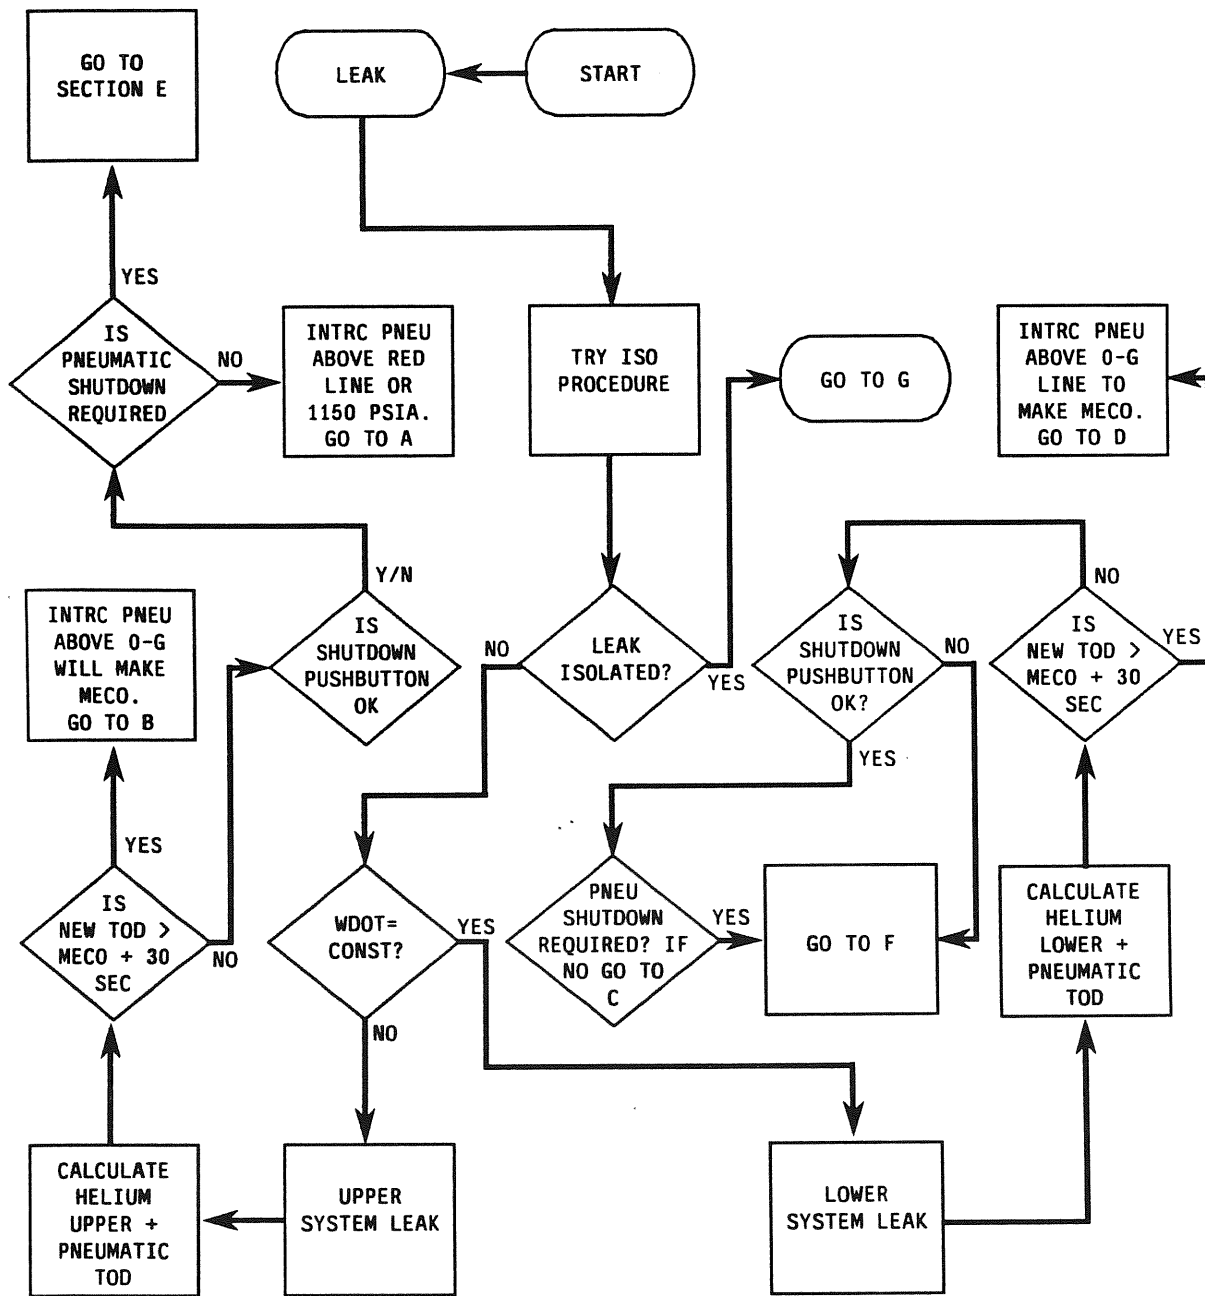 GO TO
SECTION E
LEAK
START
YES
IS
PNEUMATIC
SHUTDOWN
REQUIRED
NO
INTRC PNEU
ABOVE RED
LINE OR
1150 PSIA.
GO TO A
TRY ISO
PROCEDURE
GO TO G
INTRC PNEU
ABOVE 0-G
LINE TO
MAKE MECO.
GO TO D
Y/N
NO
INTRC PNEU
ABOVE 0-G
WILL MAKE
MECO.
GO TO B
IS
SHUTDOWN
PUSHBUTTON
OK
NO
LEAK
ISOLATED?
YES
IS
SHUTDOWN
PUSHBUTTON
OK?
NO
IS
NEW TOD >
MECO + 30
SEC
YES
YES
YES
IS
NEW TOD >
MECO + 30
SEC
NO
WDOT=
CONST?
YES
PNEU
SHUTDOWN
REQUIRED? IF
NO GO TO
C
YES
GO TO F
CALCULATE
HELIUM
LOWER +
PNEUMATIC
TOD
NO
CALCULATE
HELIUM
UPPER +
PNEUMATIC
TOD
UPPER
SYSTEM LEAK
LOWER
SYSTEM LEAK